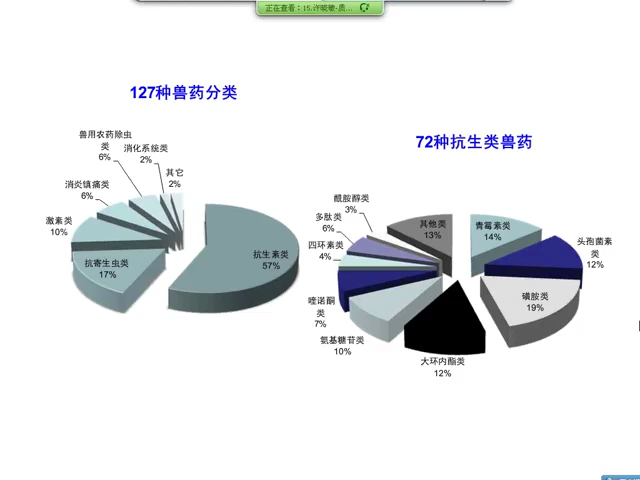 正在查看:15.许晓敏-质...
127种兽药分类
兽用农药除虫
类
6%
消化系统类
2%
其它
2%
消炎镇痛类
6%
激素类
10%
抗寄生虫类
17%
抗生素类
57%
72种抗生类兽药
酰胺醇类
3%
多肽类
6%
四环素类
4%
喹诺酮
类
7%
氨基糖苷类
10%
大环内酯类
12%
磺胺类
19%
头孢菌素
类
12%
青霉素类
14%
其他类
13%